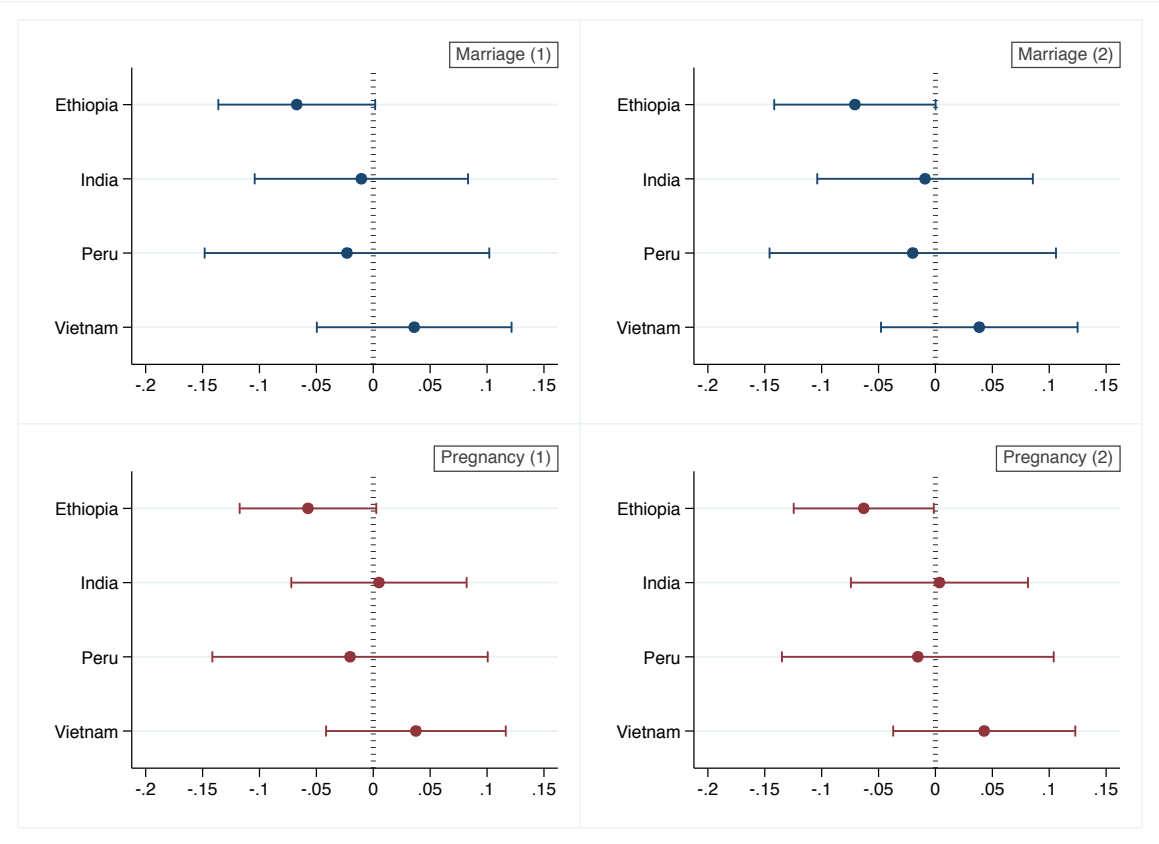 Marriage (1)
Ethiopia
India
Peru
Vietnam
-.2 -.15 -.1 -.05 0 .05 .1 .15
Marriage (2)
Ethiopia
India
Peru
Vietnam
-.2 -.15 -.1 -.05 0 .05 .1 .15
Pregnancy (1)
Ethiopia
India
Peru
Vietnam
-.2 -.15 -.1 -.05 0 .05 .1 .15
Pregnancy (2)
Ethiopia
India
Peru
Vietnam
-.2 -.15 -.1 -.05 0 .05 .1 .15